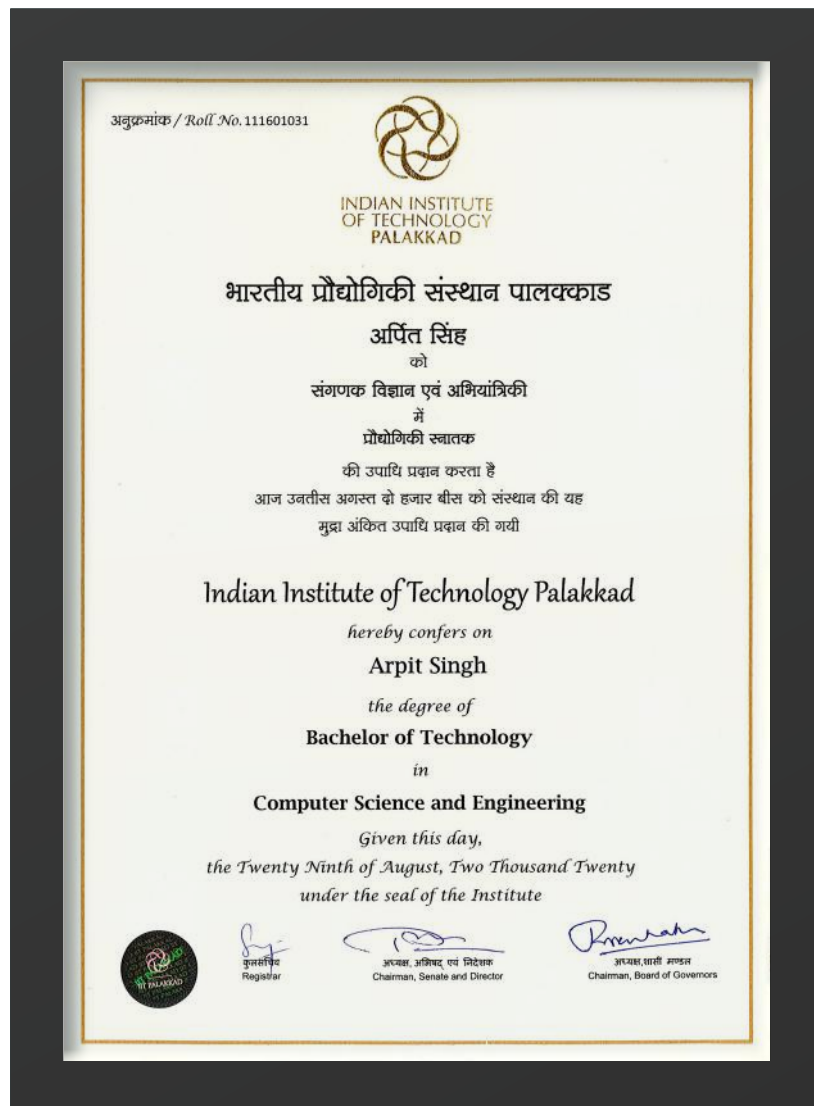 अनुक्रमांक / Roll No. 111601031
INDIAN INSTITUTE
OF TECHNOLOGY
PALAKKAD
भारतीय प्रौद्योगिकी संस्थान पालक्काड
अर्पित सिंह
को
संगणक विज्ञान एवं अभियांत्रिकी
में
प्रौद्योगिकी स्नातक
की उपाधि प्रदान करता है
आज उनतीस अगस्त दो हजार बीस को संस्थान की यह
मुद्रा अंकित उपाधि प्रदान की गयी
Indian Institute of Technology Palakkad
hereby confers on
Arpit Singh
the degree of
Bachelor of Technology
in
Computer Science and Engineering
Given this day,
the Twenty Ninth of August, Two Thousand Twenty
under the seal of the Institute
IIT PALAKKAD
कुलसचिव
Registrar
अध्यक्ष, अभिषद् एवं निदेशक
Chairman, Senate and Director
अध्यक्ष,शासी मण्डल
Chairman, Board of Governors